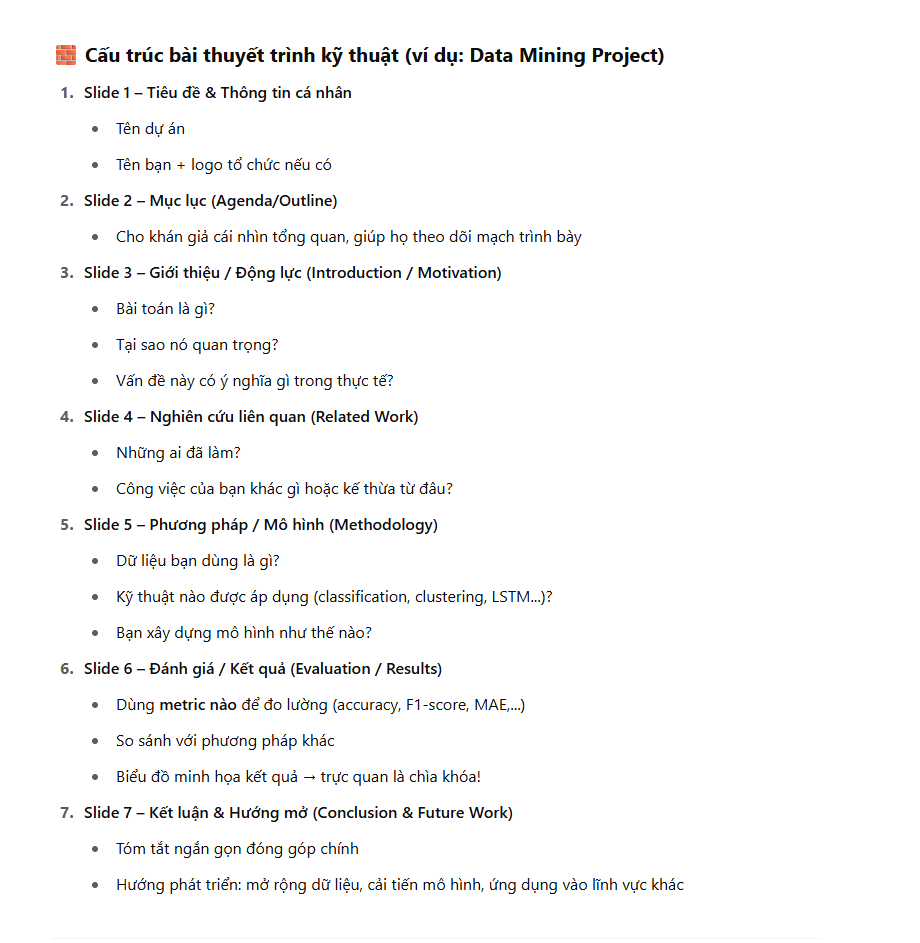 🧱 Cấu trúc bài thuyết trình kỹ thuật (ví dụ: Data Mining Project)
1. Slide 1 – Tiêu đề & Thông tin cá nhân
• Tên dự án
• Tên bạn + logo tổ chức nếu có
2. Slide 2 – Mục lục (Agenda/Outline)
• Cho khán giả cái nhìn tổng quan, giúp họ theo dõi mạch trình bày
3. Slide 3 – Giới thiệu / Động lực (Introduction / Motivation)
• Bài toán là gì?
• Tại sao nó quan trọng?
• Vấn đề này có ý nghĩa gì trong thực tế?
4. Slide 4 – Nghiên cứu liên quan (Related Work)
• Những ai đã làm?
• Công việc của bạn khác gì hoặc kế thừa từ đâu?
5. Slide 5 – Phương pháp / Mô hình (Methodology)
• Dữ liệu bạn dùng là gì?
• Kỹ thuật nào được áp dụng (classification, clustering, LSTM...)?
• Bạn xây dựng mô hình như thế nào?
6. Slide 6 – Đánh giá / Kết quả (Evaluation / Results)
• Dùng metric nào để đo lường (accuracy, F1-score, MAE,...)
• So sánh với phương pháp khác
• Biểu đồ minh họa kết quả → trực quan là chìa khóa!
7. Slide 7 – Kết luận & Hướng mở (Conclusion & Future Work)
• Tóm tắt ngắn gọn đóng góp chính
• Hướng phát triển: mở rộng dữ liệu, cải tiến mô hình, ứng dụng vào lĩnh vực khác